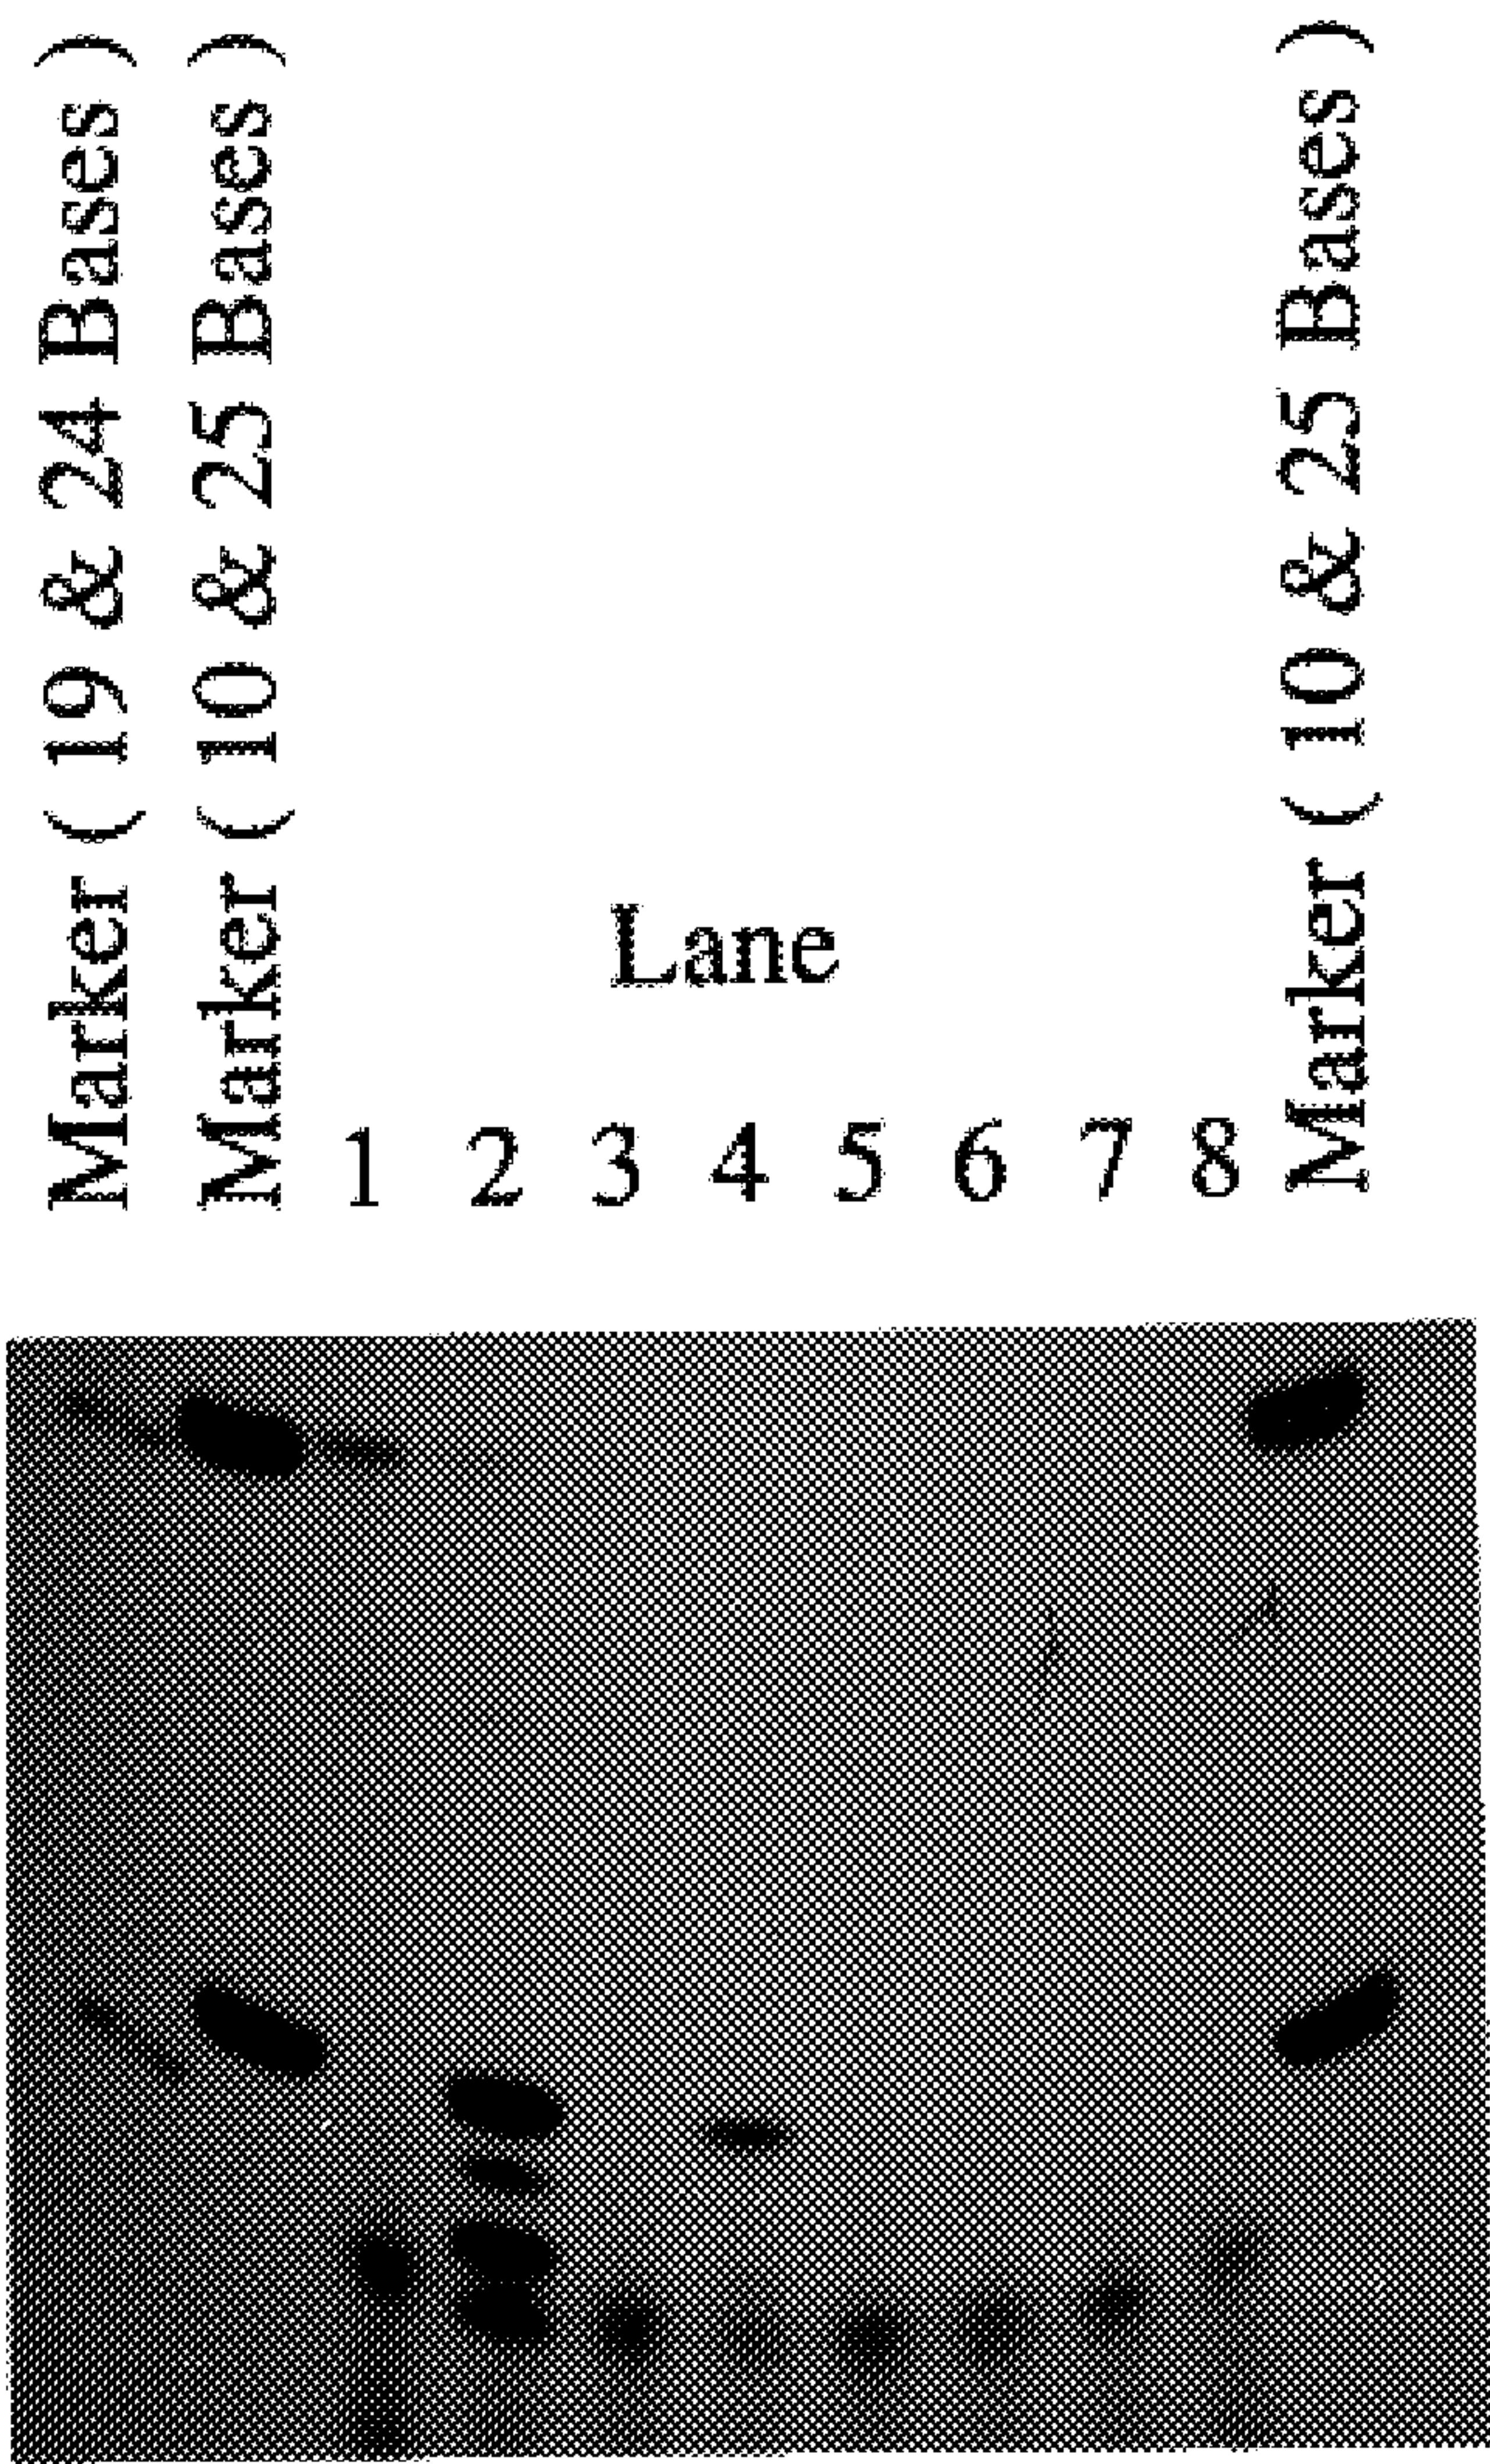 Marker ( 19 & 24 Bases )
Marker ( 10 & 25 Bases )
Lane
1 2 3 4 5 6 7 8
Marker ( 10 & 25 Bases )